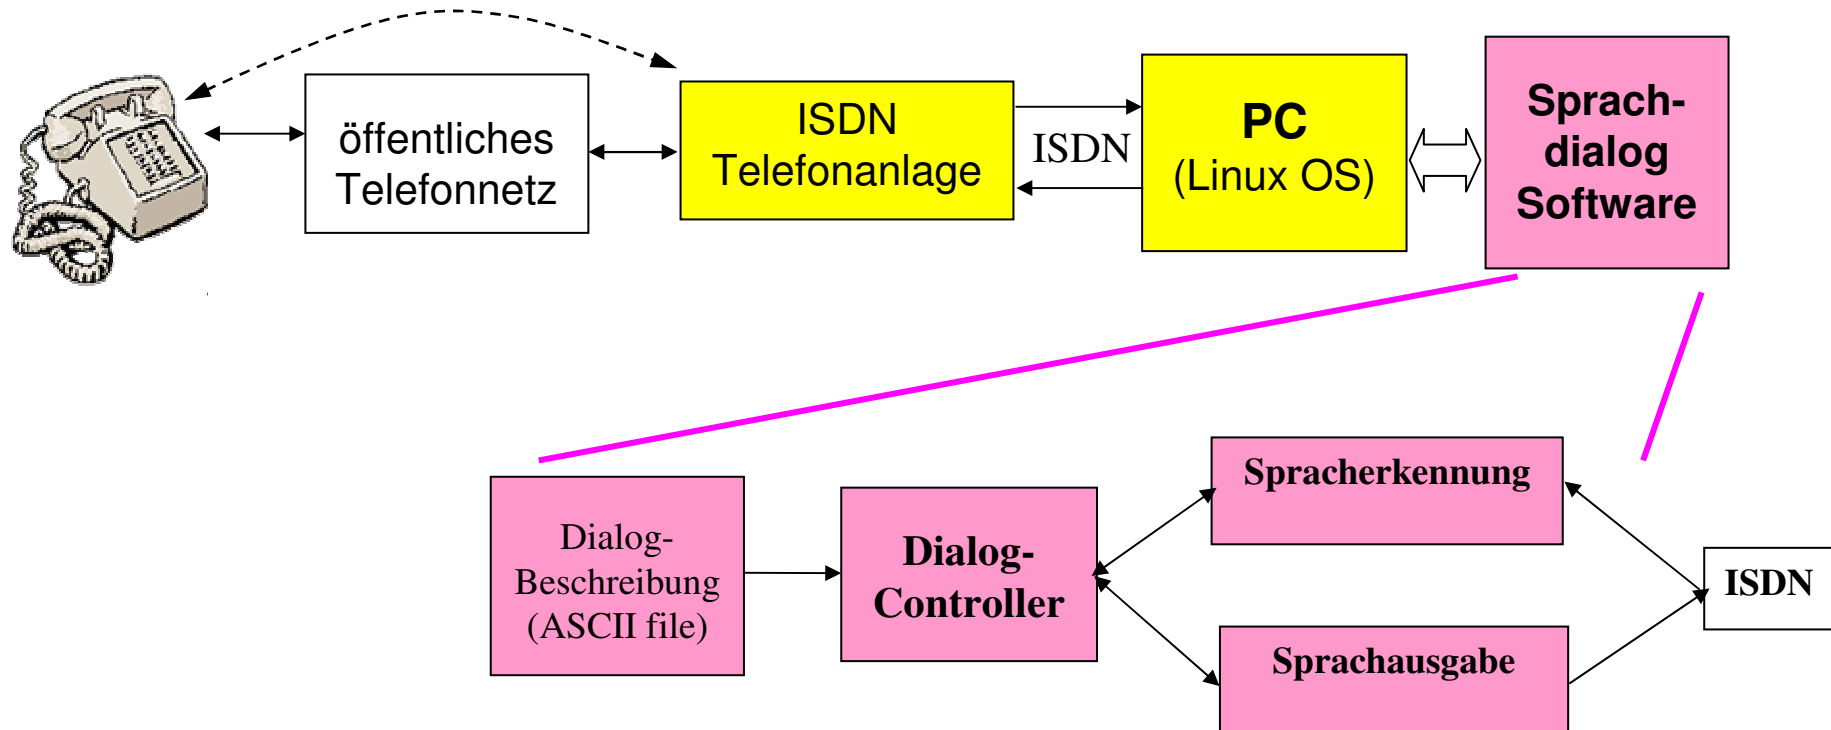 öffentliches
Telefonnetz
ISDN
Telefonanlage
ISDN
PC
(Linux OS)
Sprach-
dialog
Software
Dialog-
Beschreibung
(ASCII file)
Dialog-
Controller
Spracherkennung
Sprachausgabe
ISDN